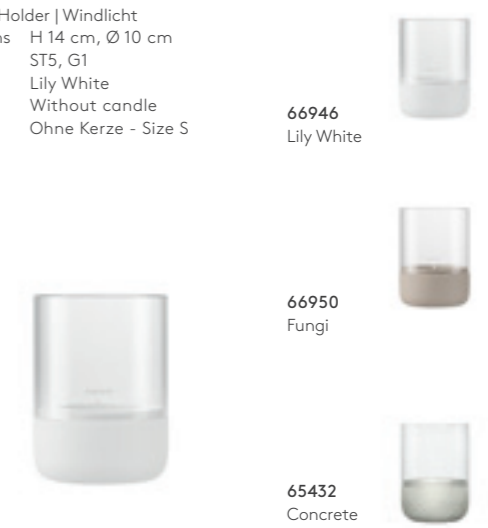 Holder | Windlicht
H 14 cm, Ø 10 cm
ST5, G1
Lily White
Without candle
Ohne Kerze - Size S
66946
Lily White
66950
Fungi
65432
Concrete